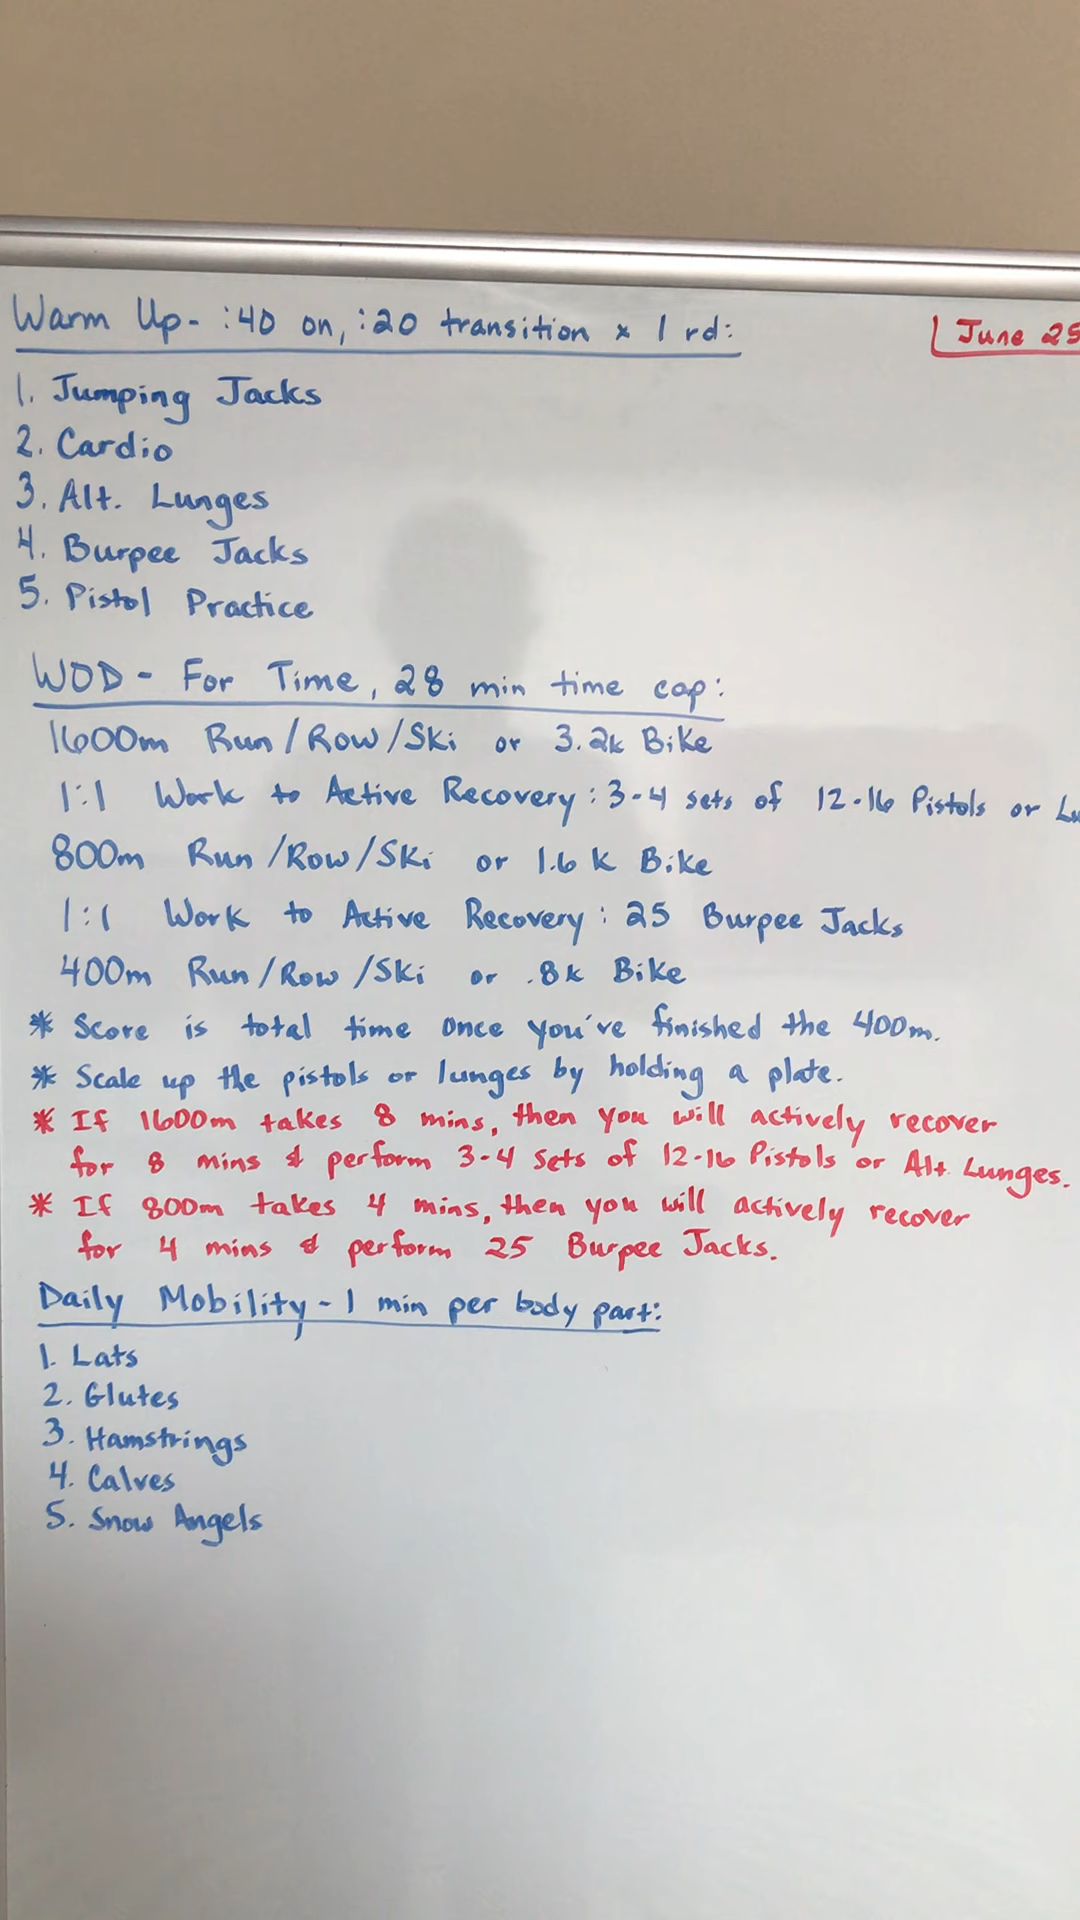 Warm Up - :40 on, :20 transition x 1 rd:
June 25
1. Jumping Jacks
2. Cardio
3. Alt. Lunges
4. Burpee Jacks
5. Pistol Practice
WOD - For Time, 28 min time cap:
1600m Run/Row/Ski or 3.2k Bike
1:1 Work to Active Recovery: 3-4 sets of 12-16 Pistols or
800m Run/Row/Ski or 1.6k Bike
1:1 Work to Active Recovery: 25 Burpee Jacks
400m Run/Row/Ski or .8k Bike
* Score is total time once you've finished the 400m.
* Scale up the pistols or lunges by holding a plate.
* If 1600m takes 8 mins, then you will actively recover
for 8 mins & perform 3-4 sets of 12-16 Pistols or Alt. Lunges.
* If 800m takes 4 mins, then you will actively recover
for 4 mins & perform 25 Burpee Jacks.
Daily Mobility - 1 min per body part:
1. Lats
2. Glutes
3. Hamstrings
4. Calves
5. Snow Angels